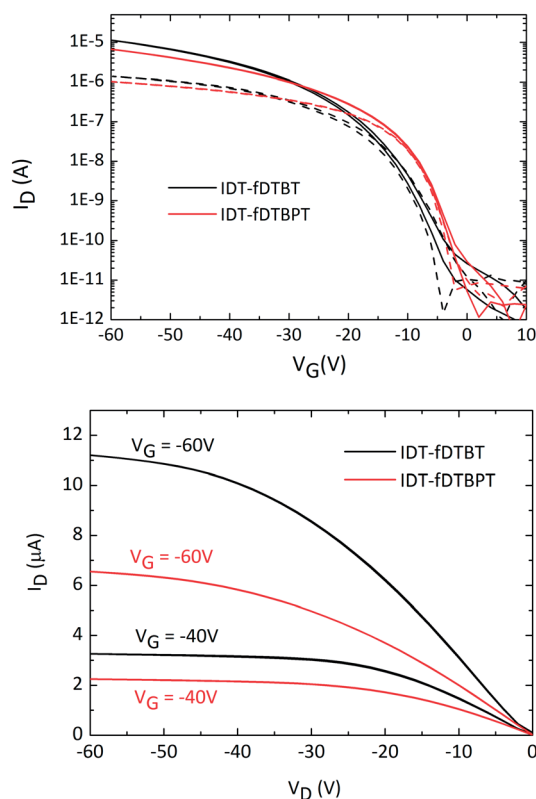 1E-5
1E-6
1E-7
1E-8
1E-9
1E-10
1E-11
1E-12
I_D (A)
IDT-fDTBT
IDT-fDTBPT
-60 -50 -40 -30 -20 -10 0 10
V_G(V)
12
10
8
6
4
2
0
I_D (μA)
V_G = -60V
IDT-fDTBT
IDT-fDTBPT
V_G = -60V
V_G = -40V
V_G = -40V
-60 -50 -40 -30 -20 -10 0
V_D (V)